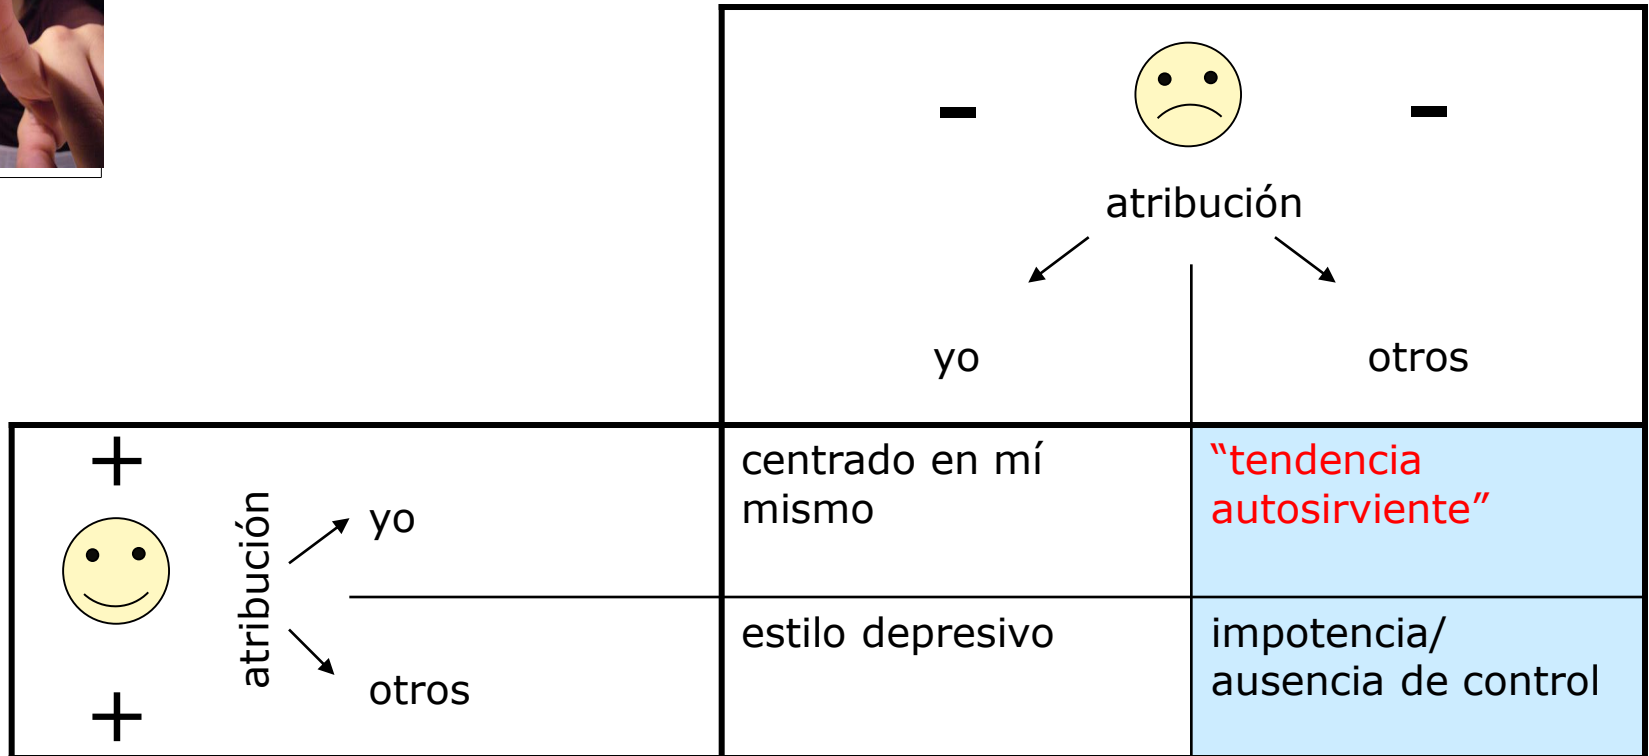 - -
atribución
yo otros
+
centrado en mí
mismo
“tendencia
autosirviente”
atribución
yo
estilo depresivo
impotencia/
ausencia de control
otros
+